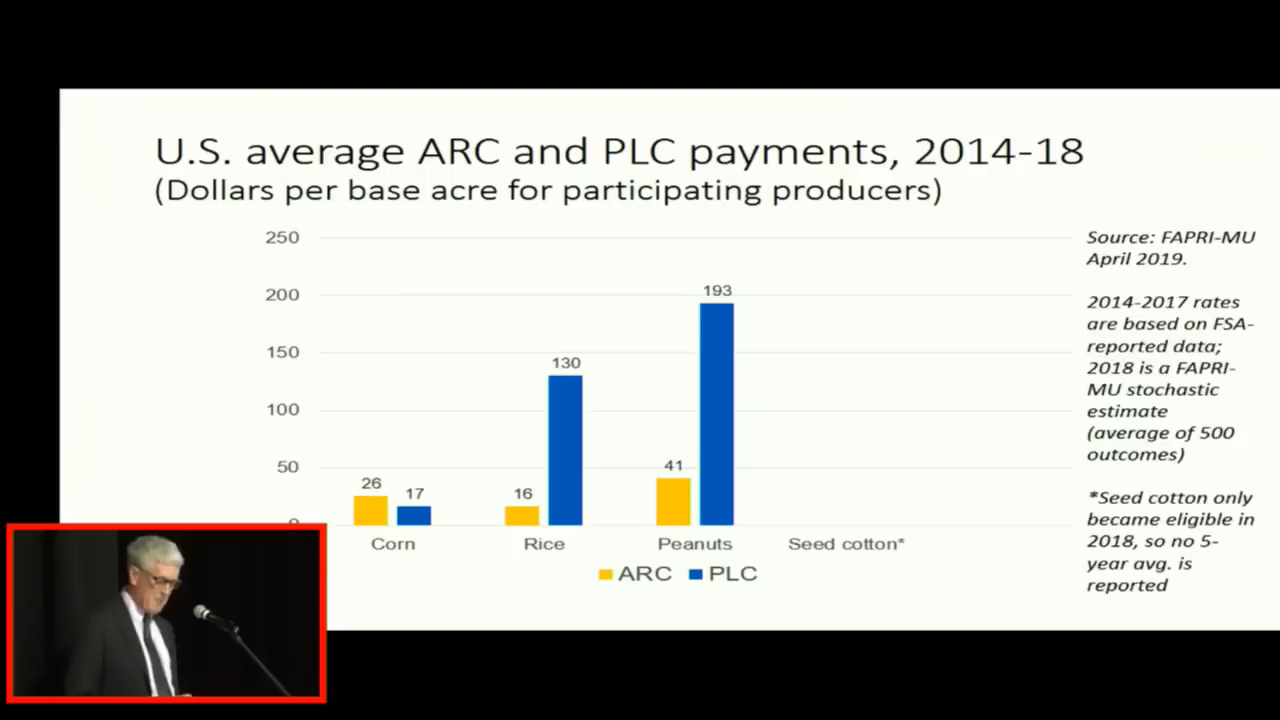 U.S. average ARC and PLC payments, 2014-18
(Dollars per base acre for participating producers)
250
200
150
100
50
0
26
17
16
130
41
193
Corn
Rice
Peanuts
Seed cotton*
ARC
PLC
Source: FAPRI-MU
April 2019.
2014-2017 rates
are based on FSA-
reported data;
2018 is a FAPRI-
MU stochastic
estimate
(average of 500
outcomes)
*Seed cotton only
became eligible in
2018, so no 5-
year avg. is
reported